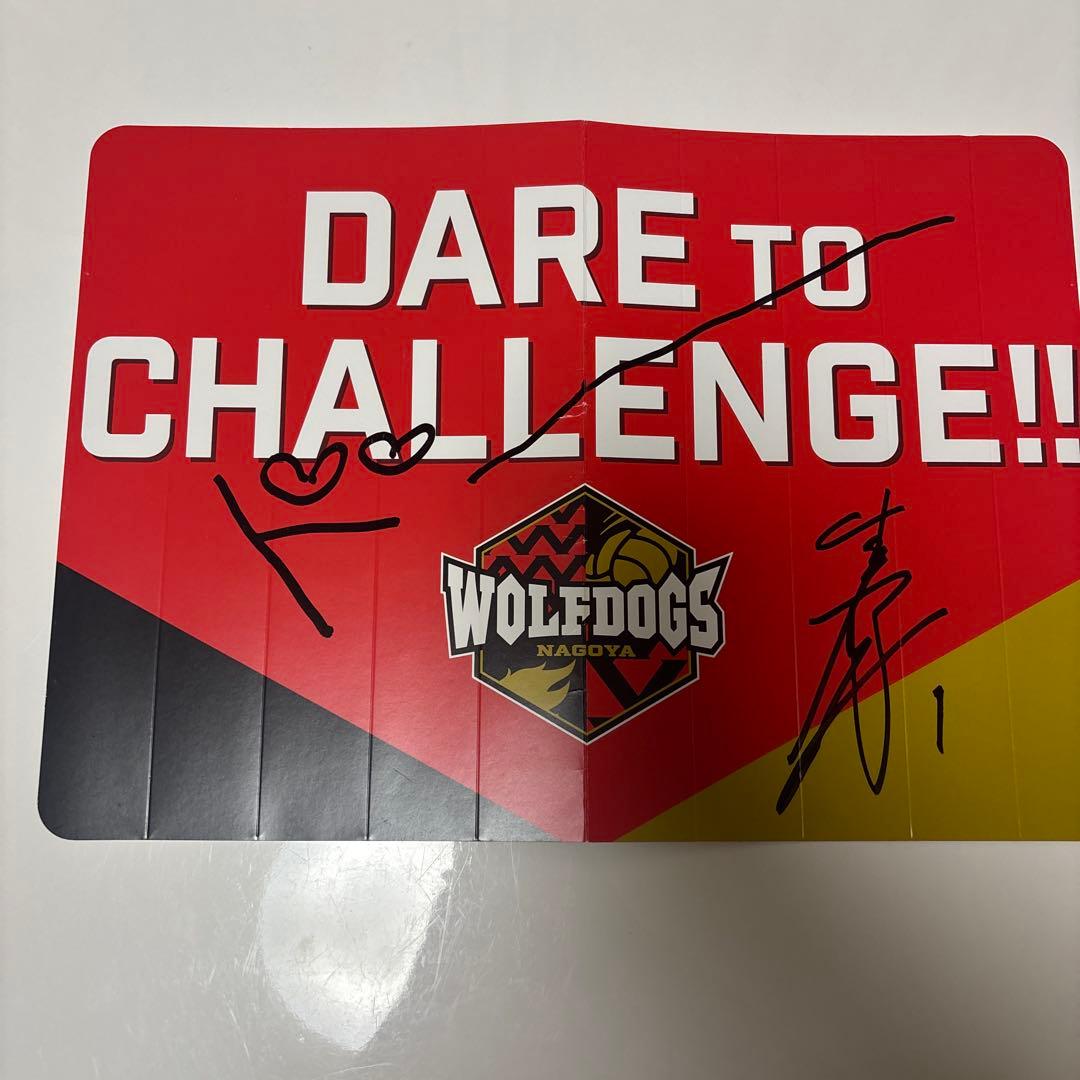 DARE TO
CHALLENGE!!
WOLFDOGS
NAGOYA
1